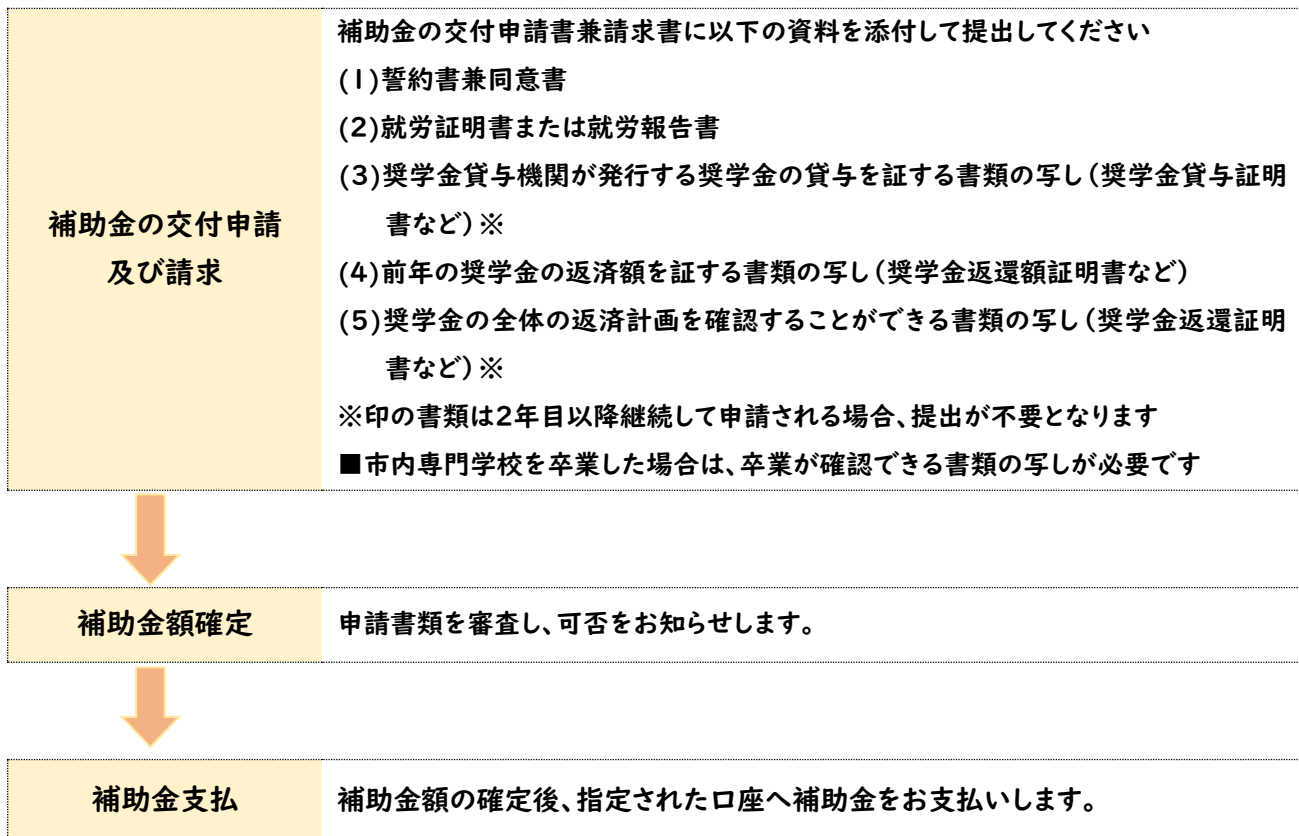 補助金の交付申請
及び請求
補助金の交付申請書兼請求書に以下の資料を添付して提出してください
(1)誓約書兼同意書
(2)就労証明書または就労報告書
(3)奨学金貸与機関が発行する奨学金の貸与を証する書類の写し(奨学金貸与証明
書など)※
(4)前年の奨学金の返済額を証する書類の写し(奨学金返還額証明書など)
(5)奨学金の全体の返済計画を確認することができる書類の写し(奨学金返還証明
書など)※
※印の書類は2年目以降継続して申請される場合、提出が不要となります
■市内専門学校を卒業した場合は、卒業が確認できる書類の写しが必要です
補助金額確定
申請書類を審査し、可否をお知らせします。
補助金支払
補助金額の確定後、指定された口座へ補助金をお支払いします。